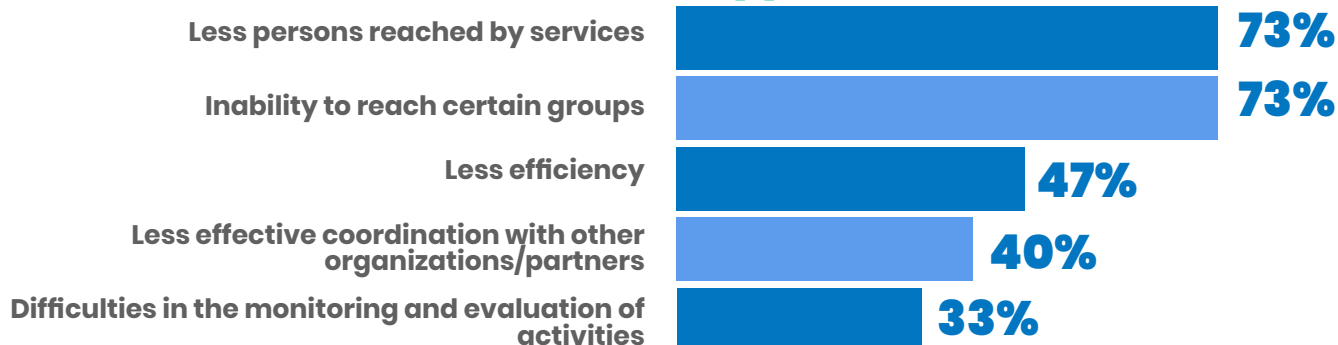 Less persons reached by services 73%
Inability to reach certain groups 73%
Less efficiency 47%
Less effective coordination with other
organizations/partners 40%
Difficulties in the monitoring and evaluation of
activities 33%